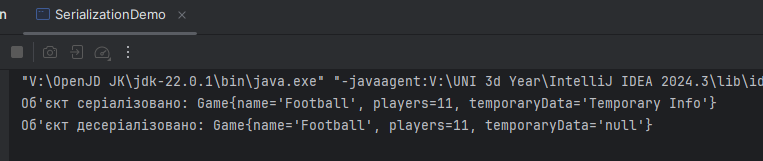 n
SerializationDemo ×
"V:\OpenJD JK\jdk-22.0.1\bin\java.exe" "-javaagent:V:\UNI 3d Year\IntelliJ IDEA 2024.3\lib\id
Об'єкт серіалізовано: Game{name='Football', players=11, temporaryData='Temporary Info'}
Об'єкт десеріалізовано: Game{name='Football', players=11, temporaryData='null'}